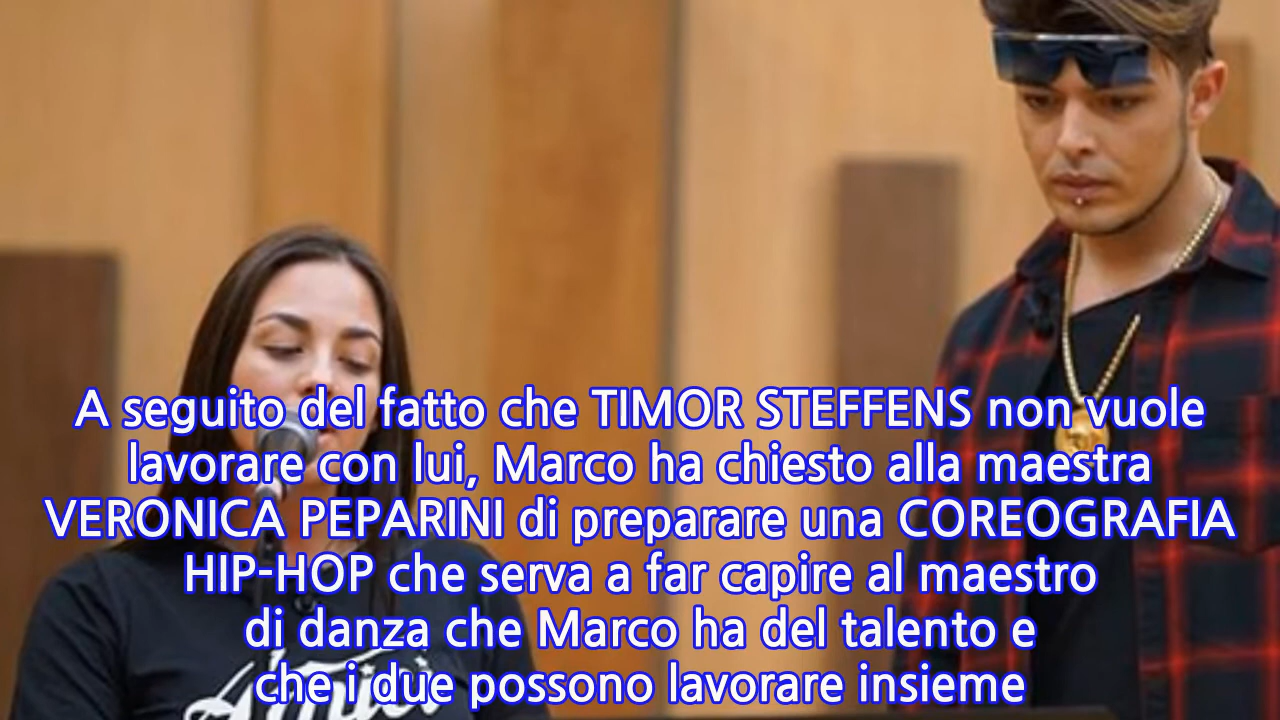 A seguito del fatto che TIMOR STEFFENS non vuole
lavorare con lui, Marco ha chiesto alla maestra
VERONICA PEPARINI di preparare una COREOGRAFIA
HIP-HOP che serva a far capire al maestro
di danza che Marco ha del talento e
che i due possono lavorare insieme